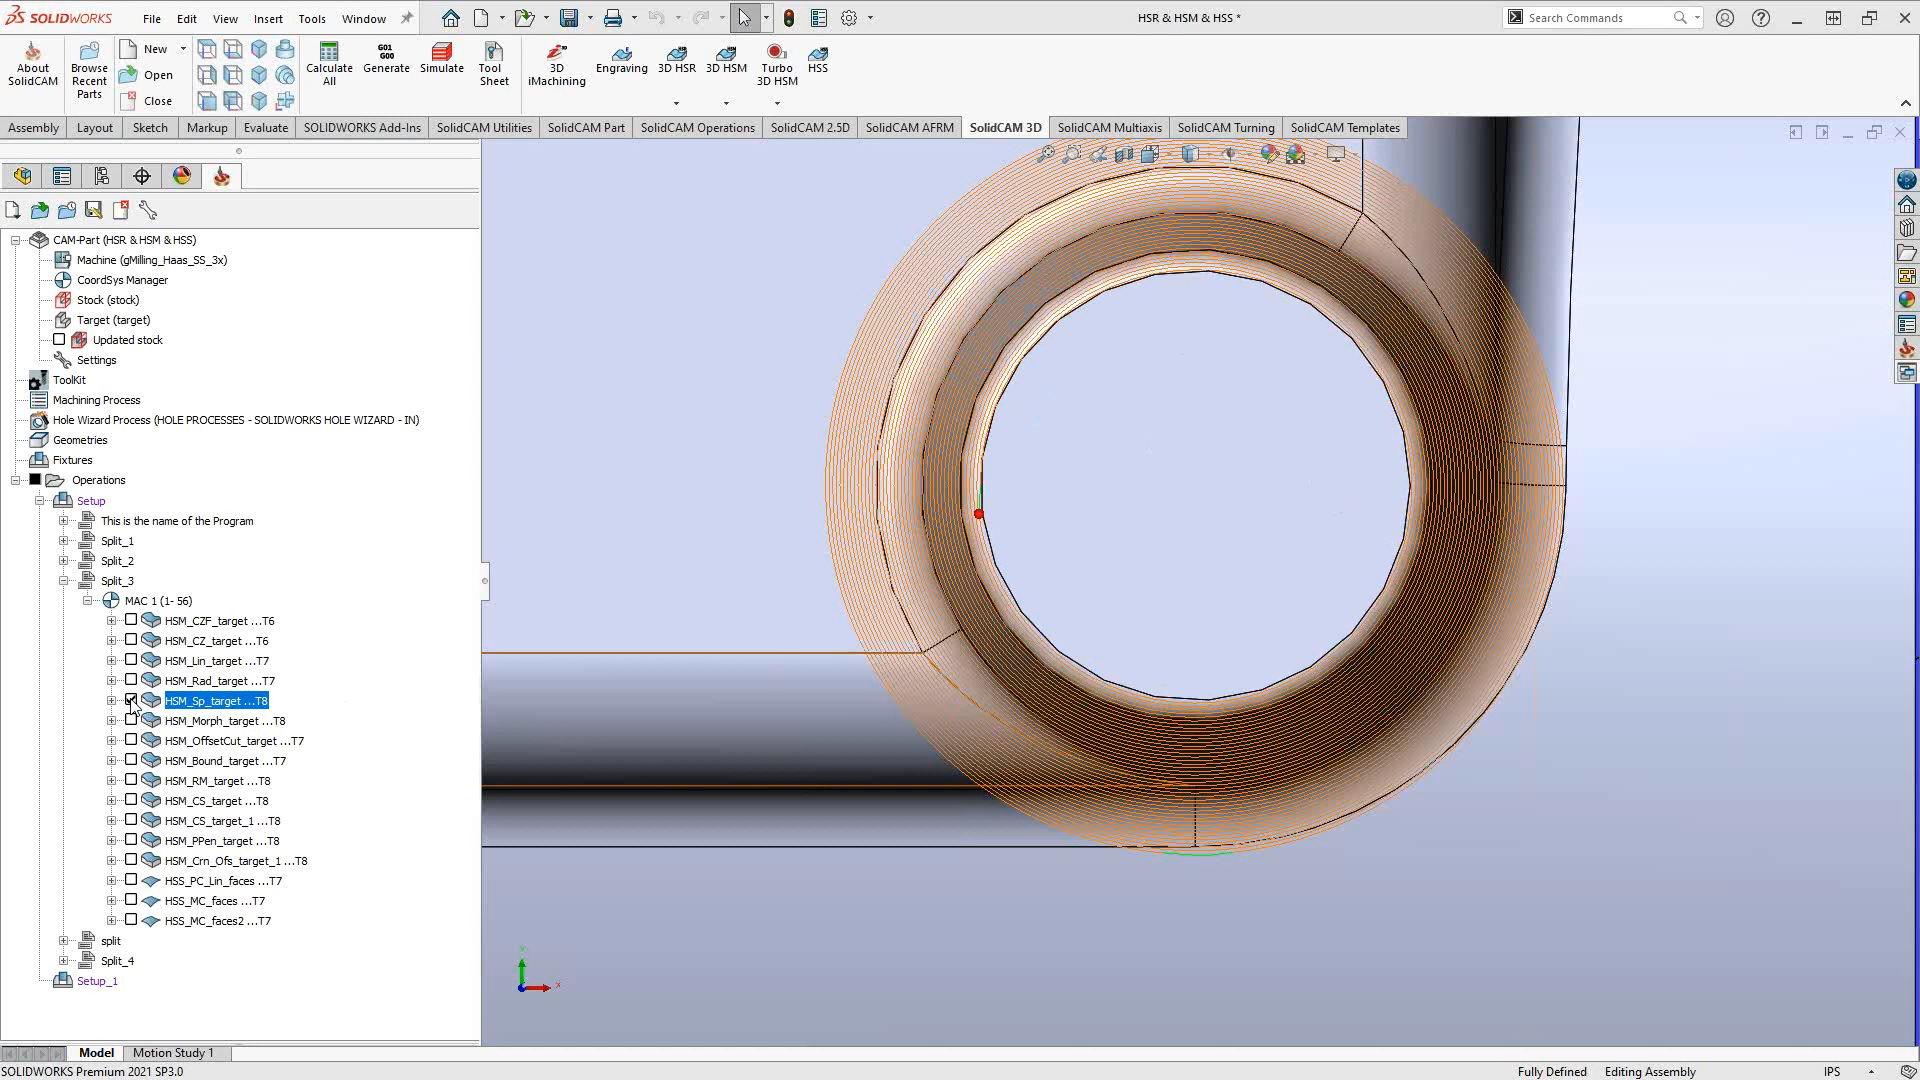 SOLIDWORKS File Edit View Insert Tools Window
HSR & HSM & HSS *
Search Commands
About SolidCAM
Browse Recent Parts
New
Open
Close
Calculate All
G01 G00 Generate
Simulate
Tool Sheet
3D iMachining
Engraving
3D HSR
3D HSM
Turbo 3D HSM
HSS
Assembly Layout Sketch Markup Evaluate SOLIDWORKS Add-Ins SolidCAM Utilities SolidCAM Part SolidCAM Operations SolidCAM 2.5D SolidCAM AFRM SolidCAM 3D SolidCAM Multiaxis SolidCAM Turning SolidCAM Templates
CAM-Part (HSR & HSM & HSS)
Machine (gMilling_Haas_SS_3x)
CoordSys Manager
Stock (stock)
Target (target)
Updated stock
Settings
ToolKit
Machining Process
Hole Wizard Process (HOLE PROCESSES - SOLIDWORKS HOLE WIZARD - IN)
Geometries
Fixtures
Operations
Setup
This is the name of the Program
Split_1
Split_2
Split_3
MAC 1 (1- 56)
HSM_CZF_target ...T6
HSM_CZ_target ...T6
HSM_Lin_target ...T7
HSM_Rad_target ...T7
HSM_Sp_target ...T8
HSM_Morph_target ...T8
HSM_OffsetCut_target ...T7
HSM_Bound_target ...T7
HSM_RM_target ...T8
HSM_CS_target ...T8
HSM_CS_target_1 ...T8
HSM_PPen_target ...T8
HSM_Crn_Ofs_target_1 ...T8
HSS_PC_Lin_faces ...T7
HSS_MC_faces ...T7
HSS_MC_faces2 ...T7
split
Split_4
Setup_1
Y
X
Model Motion Study 1
SOLIDWORKS Premium 2021 SP3.0
Fully Defined Editing Assembly IPS